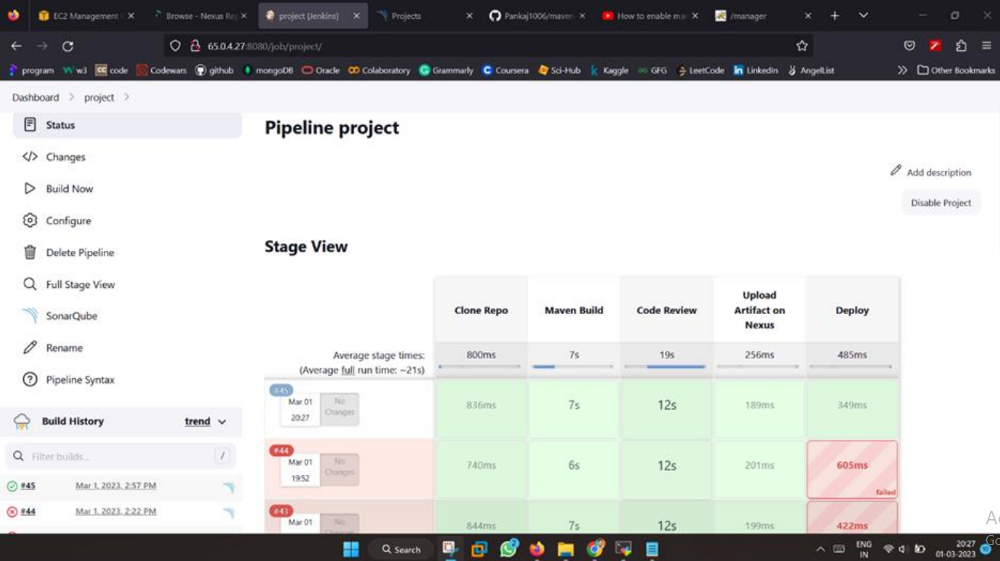 EC2 Management
Browse - Nexus Rep
project [Jenkins]
Projects
Pankaj1006/maven
How to enable ma
/manager
65.0.4.27:8080/job/project/
program
w3
code
Codewars
github
mongoDB
Oracle
Colaboratory
Grammarly
Coursera
Sci-Hub
Kaggle
GFG
LeetCode
LinkedIn
AngelList
Other Bookmarks
Dashboard > project >
Status
Changes
Build Now
Configure
Delete Pipeline
Full Stage View
SonarQube
Rename
Pipeline Syntax
Build History trend
Filter builds... /
#45 Mar 1, 2023, 2:57 PM
#44 Mar 1, 2023, 2:22 PM
Pipeline project
Add description
Disable Project
Stage View
Clone Repo
Maven Build
Code Review
Upload
Artifact on
Nexus
Deploy
Average stage times:
(Average full run time: ~21s)
800ms 7s 19s 256ms 485ms
#45
Mar 01
20:27
No
Changes
836ms 7s 12s 189ms 349ms
#44
Mar 01
19:52
No
Changes
740ms 6s 12s 201ms 605ms
failed
#43
Mar 01
No
Changes
844ms 7s 12s 199ms 422ms
Search
ENG
IN
20:27
01-03-2023